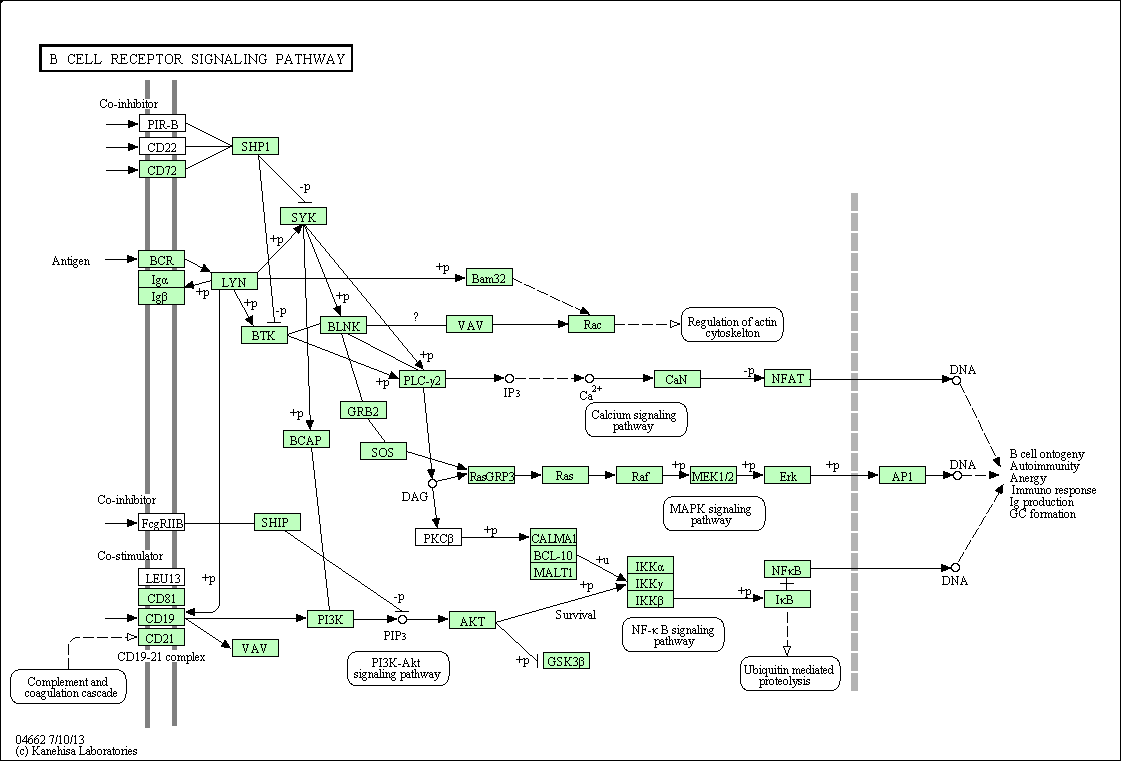 B CELL RECEPTOR SIGNALING PATHWAY
Co-inhibitor
PIR-B
CD22
SHP1
CD72
-p
SYK
+p
Antigen
BCR
Igα
Igβ
LYN
+p
+p
Bam32
+p
+p
-p
BTK
BLNK
?
VAV
Rac
Regulation of actin
cytoskelton
+p
+p
PLC-γ2
IP3
Ca2+
CaN
-p
NFAT
DNA
Calcium signaling
pathway
GRB2
+p
BCAP
SOS
DAG
RasGRP3
Ras
Raf
+p
MEK1/2
+p
Erk
+p
AP1
DNA
B cell ontogeny
Autoimmunity
Anergy
Immuno response
Ig production
GC formation
MAPK signaling
pathway
Co-inhibitor
FcgRIIB
SHIP
PKCβ
+p
CALMA1
BCL-10
MALT1
+u
+p
IKKα
IKKγ
IKKβ
+p
NFκB
IκB
DNA
Co-stimulator
LEU13
+p
CD81
CD19
CD21
CD19-21 complex
VAV
PI3K
-p
PIP3
AKT
Survival
+p
GSK3β
PI3K-Akt
signaling pathway
NF-κ B signaling
pathway
Ubiquitin mediated
proteolysis
Complement and
coagulation cascade
04662 7/10/13
(c) Kanehisa Laboratories